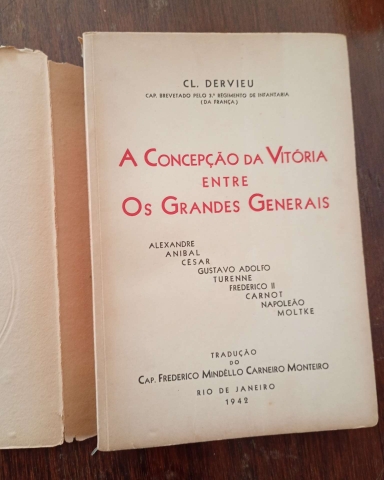 CL. DERVIEU
CAP. BREVETADO PELO 3.º REGIMENTO DE INFANTARIA
(DA FRANÇA)
A CONCEPÇÃO DA VITÓRIA
ENTRE
OS GRANDES GENERAIS
ALEXANDRE
ANIBAL
CESAR
GUSTAVO ADOLFO
TURENNE
FREDERICO II
CARNOT
NAPOLEÃO
MOLTKE
TRADUÇÃO
DO
CAP. FREDERICO MINDÊLLO CARNEIRO MONTEIRO
RIO DE JANEIRO
1942